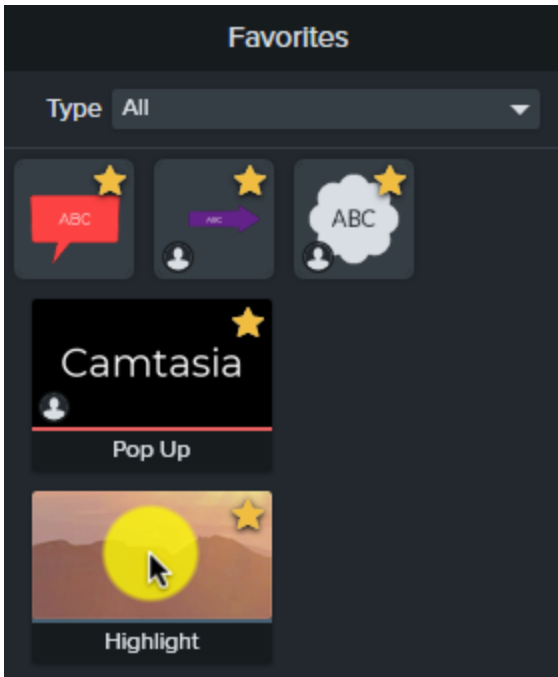 Favorites
Type All
ABC ABC ABC
Camtasia
Pop Up
Highlight